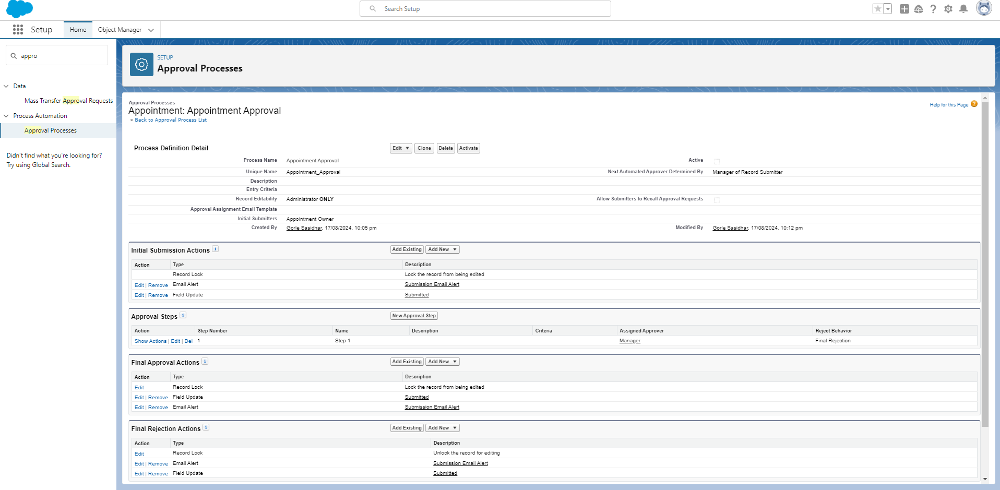 Search Setup
Setup
Home
Object Manager
appro
Data
Mass Transfer Approval Requests
Process Automation
Approval Processes
Didn't find what you're looking for?
Try using Global Search.
SETUP
Approval Processes
Approval Processes
Appointment: Appointment Approval
« Back to Approval Process List
Help for this Page ?
Process Definition Detail
Edit ▼ Clone Delete Activate
Process Name Appointment Approval Active
Unique Name Appointment_Approval Next Automated Approver Determined By Manager of Record Submitter
Description
Entry Criteria
Record Editability Administrator ONLY Allow Submitters to Recall Approval Requests
Approval Assignment Email Template
Initial Submitters Appointment Owner
Created By Gorle Sasidhar, 17/08/2024, 10:05 pm Modified By Gorle Sasidhar, 17/08/2024, 10:12 pm
Initial Submission Actions i Add Existing Add New ▼
Action Type Description
Record Lock Lock the record from being edited
Edit | Remove Email Alert Submission Email Alert
Edit | Remove Field Update Submitted
Approval Steps i New Approval Step
Action Step Number Name Description Criteria Assigned Approver Reject Behavior
Show Actions | Edit | Del 1 Step 1 Manager Final Rejection
Final Approval Actions i Add Existing Add New ▼
Action Type Description
Edit Record Lock Lock the record from being edited
Edit | Remove Field Update Submitted
Edit | Remove Email Alert Submission Email Alert
Final Rejection Actions i Add Existing Add New ▼
Action Type Description
Edit Record Lock Unlock the record for editing
Edit | Remove Email Alert Submission Email Alert
Edit | Remove Field Update Submitted